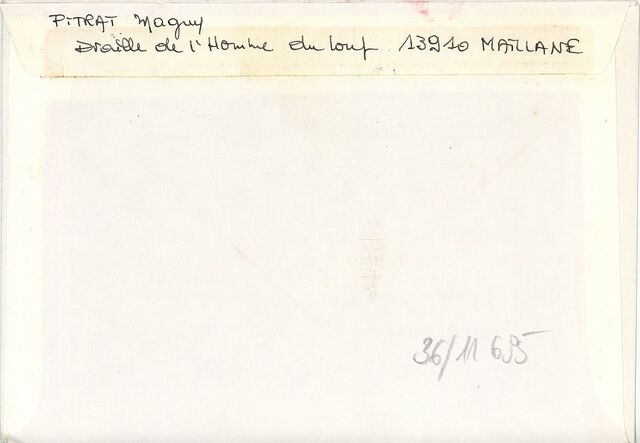 PITRAT Maguy
Draille de l'Homme du loup. 13910 MAILLANE
36/11 695